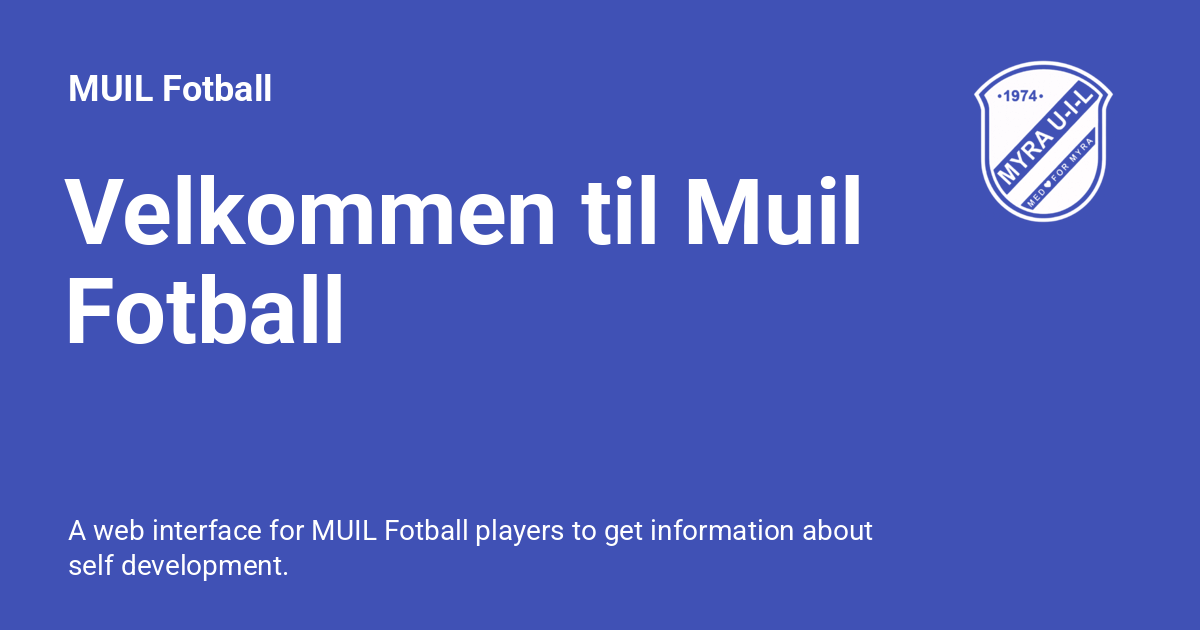 MUIL Fotball
•1974•
MYRA U-I-L
MED♥FOR MYRA
Velkommen til Muil
Fotball
A web interface for MUIL Fotball players to get information about
self development.